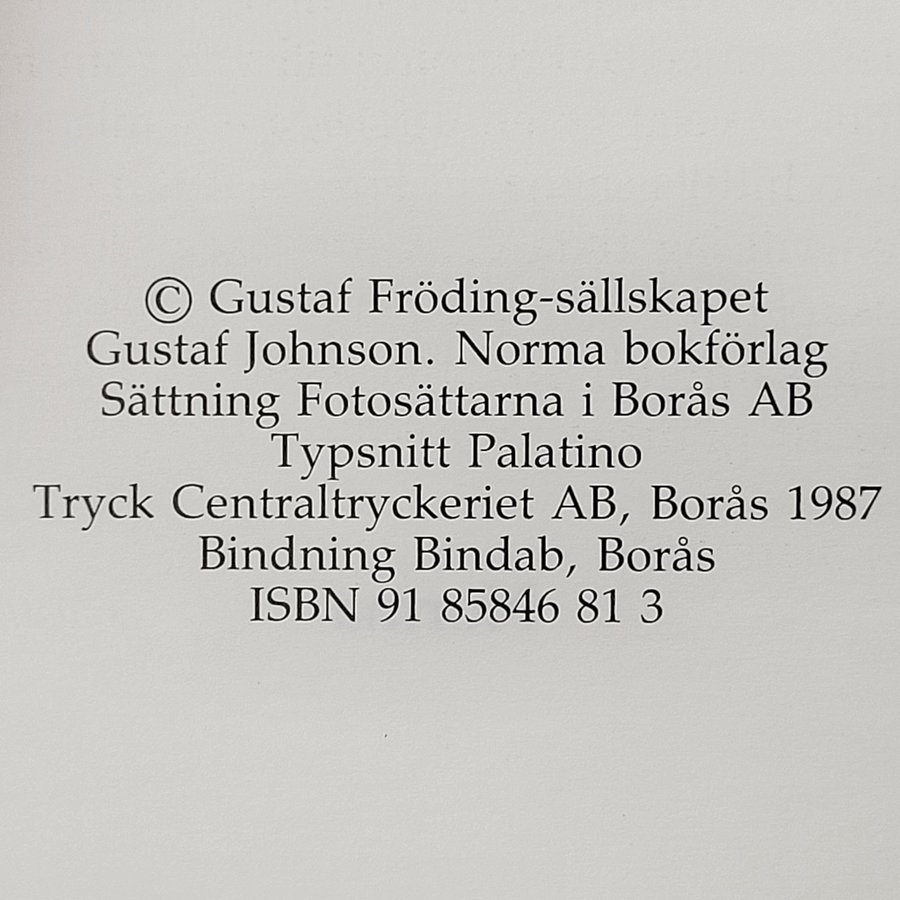 © Gustaf Fröding-sällskapet
Gustaf Johnson. Norma bokförlag
Sättning Fotosättarna i Borås AB
Typsnitt Palatino
Tryck Centraltryckeriet AB, Borås 1987
Bindning Bindab, Borås
ISBN 91 85846 81 3